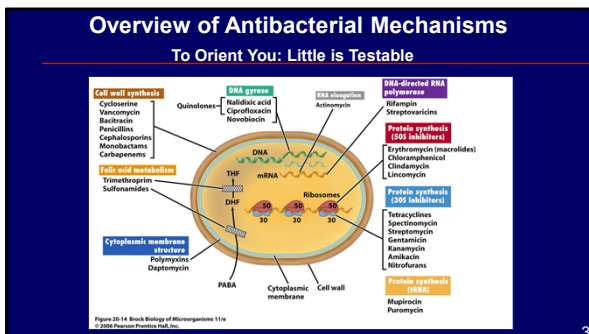 Overview of Antibacterial Mechanisms
To Orient You: Little is Testable
Cell wall synthesis
Cycloserine
Vancomycin
Bacitracin
Penicillins
Cephalosporins
Monobactams
Carbapenems
DNA gyrase
Quinolones
Nalidixic acid
Ciprofloxacin
Novobiocin
RNA elongation
Actinomycin
DNA-directed RNA
polymerase
Rifampin
Streptovaricins
Protein synthesis
(50S inhibitors)
Erythromycin (macrolides)
Chloramphenicol
Clindamycin
Lincomycin
Folic acid metabolism
Trimethroprim
Sulfonamides
DNA
THF
mRNA
Ribosomes
DHF
50
50
50
30
30
30
Protein synthesis
(30S inhibitors)
Tetracyclines
Spectinomycin
Streptomycin
Gentamicin
Kanamycin
Amikacin
Nitrofurans
Cytoplasmic membrane
structure
Polymyxins
Daptomycin
PABA
Cytoplasmic
membrane
Cell wall
Protein synthesis
(tRNA)
Mupirocin
Puromycin
Figure 20-14 Brock Biology of Microorganisms 11/e
© 2006 Pearson Prentice Hall, Inc.
3